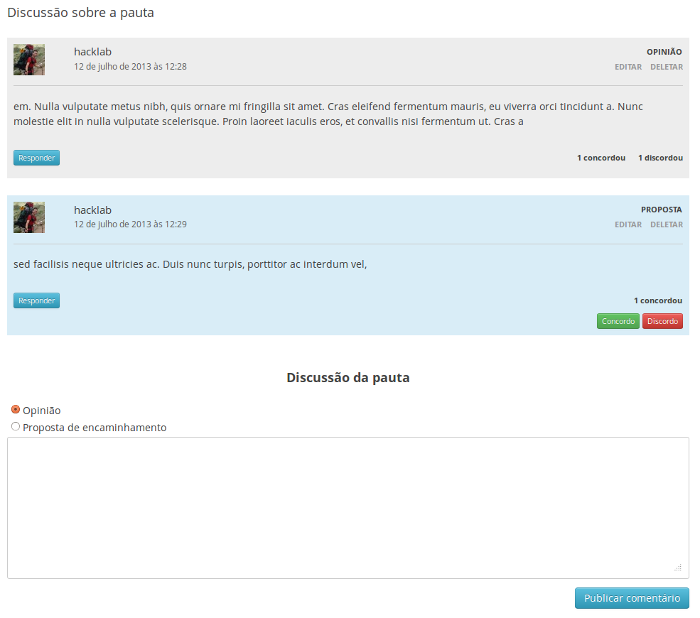 Discussão sobre a pauta
hacklab
OPINIÃO
12 de julho de 2013 às 12:28
EDITAR DELETAR
em. Nulla vulputate metus nibh, quis ornare mi fringilla sit amet. Cras eleifend fermentum mauris, eu viverra orci tincidunt a. Nunc
molestie elit in nulla vulputate scelerisque. Proin laoreet iaculis eros, et convallis nisi fermentum ut. Cras a
Responder
1 concordou 1 discordou
hacklab
PROPOSTA
12 de julho de 2013 às 12:29
EDITAR DELETAR
sed facilisis neque ultricies ac. Duis nunc turpis, porttitor ac interdum vel,
Responder
1 concordou
Concordo Discordo
Discussão da pauta
Opinião
Proposta de encaminhamento
Publicar comentário